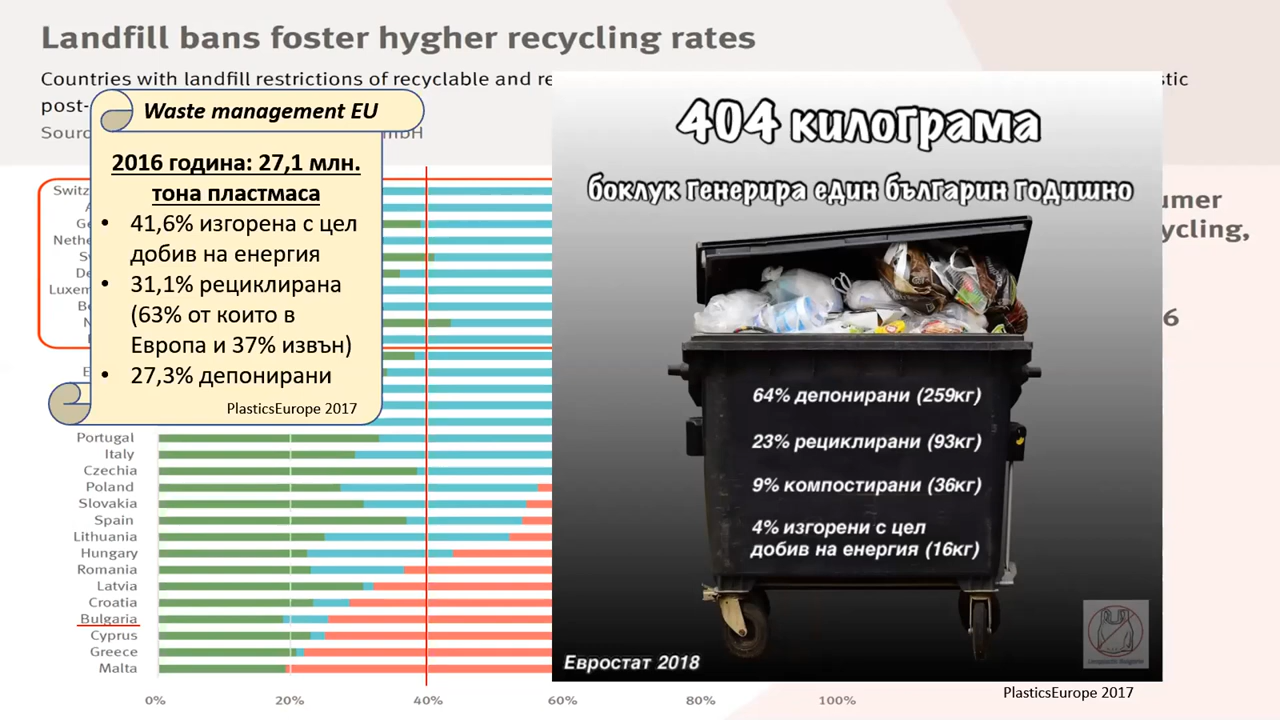 Landfill bans foster hygher recycling rates
Countries with landfill restrictions of recyclable and
stic
post-
Waste management EU
2016 година: 27,1 млн.
тона пластмаса
• 41,6% изгорена с цел
добив на енергия
• 31,1% рециклирана
(63% от които в
Европа и 37% извън)
• 27,3% депонирани
PlasticsEurope 2017
404 килограма
боклук генерира един българин годишно
64% депонирани (259кг)
23% рециклирани (93кг)
9% компостирани (36кг)
4% изгорени с цел
добив на енергия (16кг)
Евростат 2018
umer
ycling,
6
Portugal
Italy
Czechia
Poland
Slovakia
Spain
Lithuania
Hungary
Romania
Latvia
Croatia
Bulgaria
Cyprus
Greece
Malta
0% 20% 40% 60% 80% 100%
PlasticsEurope 2017